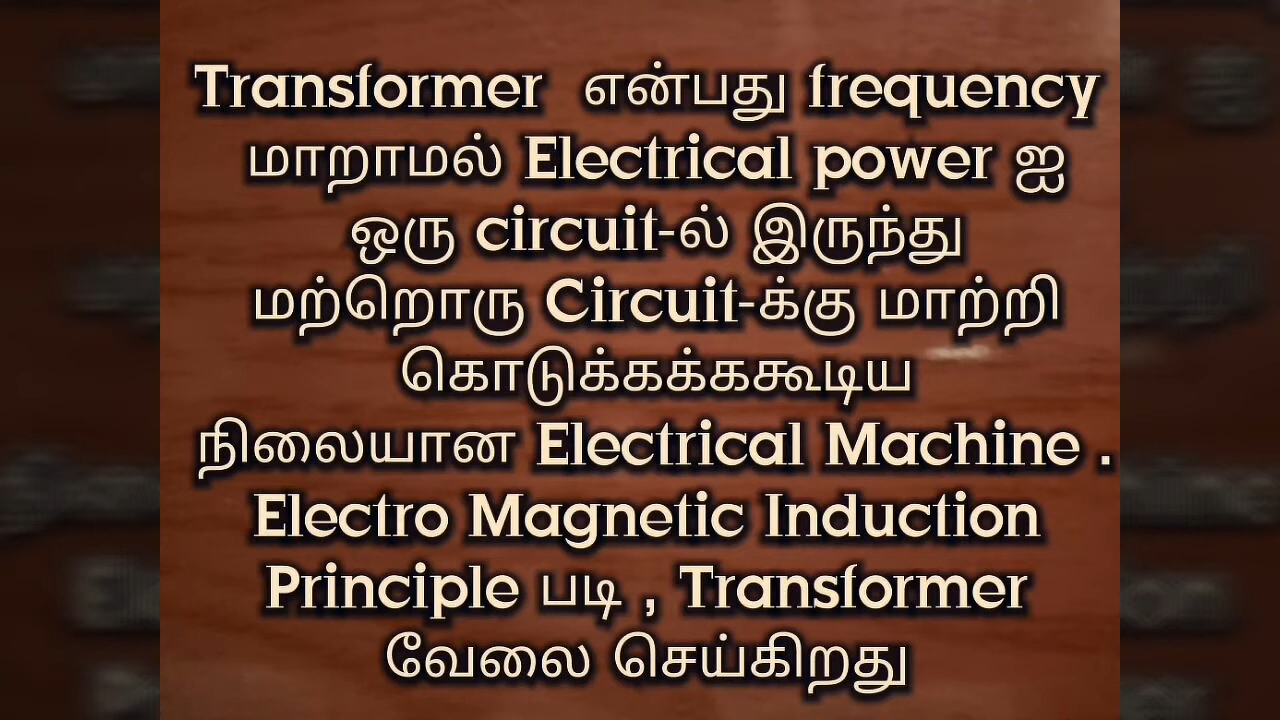 Transformer என்பது frequency
மாறாமல் Electrical power ஐ
ஒரு circuit-ல் இருந்து
மற்றொரு Circuit-க்கு மாற்றி
கொடுக்கக்ககூடிய
நிலையான Electrical Machine .
Electro Magnetic Induction
Principle படி , Transformer
வேலை செய்கிறது